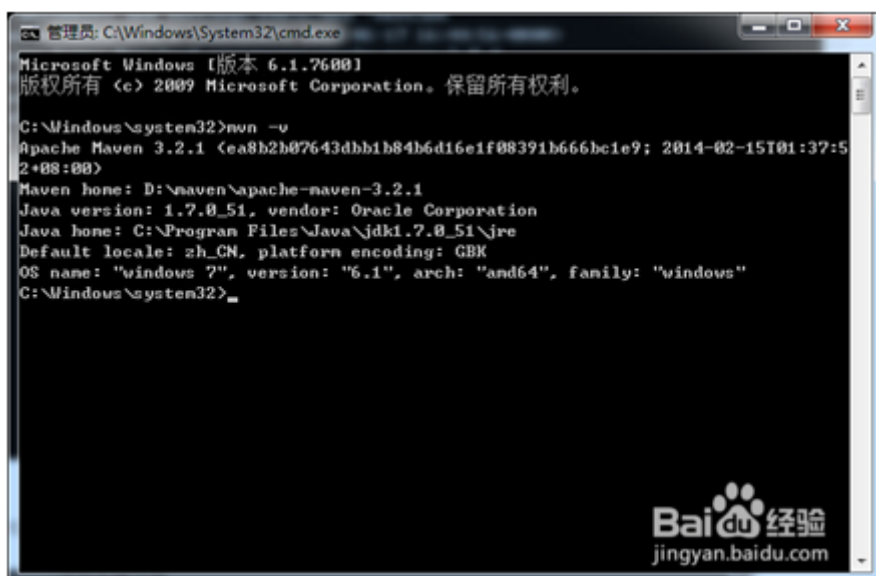 管理员: C:\Windows\System32\cmd.exe
Microsoft Windows [版本 6.1.7600]
版权所有 (c) 2009 Microsoft Corporation。保留所有权利。
C:\Windows\system32>mvn -v
Apache Maven 3.2.1 (ea8b2b07643dbb1b84b6d16e1f08391b666bc1e9; 2014-02-15T01:37:5
2+08:00)
Maven home: D:\maven\apache-maven-3.2.1
Java version: 1.7.0_51, vendor: Oracle Corporation
Java home: C:\Program Files\Java\jdk1.7.0_51\jre
Default locale: zh_CN, platform encoding: GBK
OS name: "windows 7", version: "6.1", arch: "amd64", family: "windows"
C:\Windows\system32>_
Bai du 经验
jingyan.baidu.com